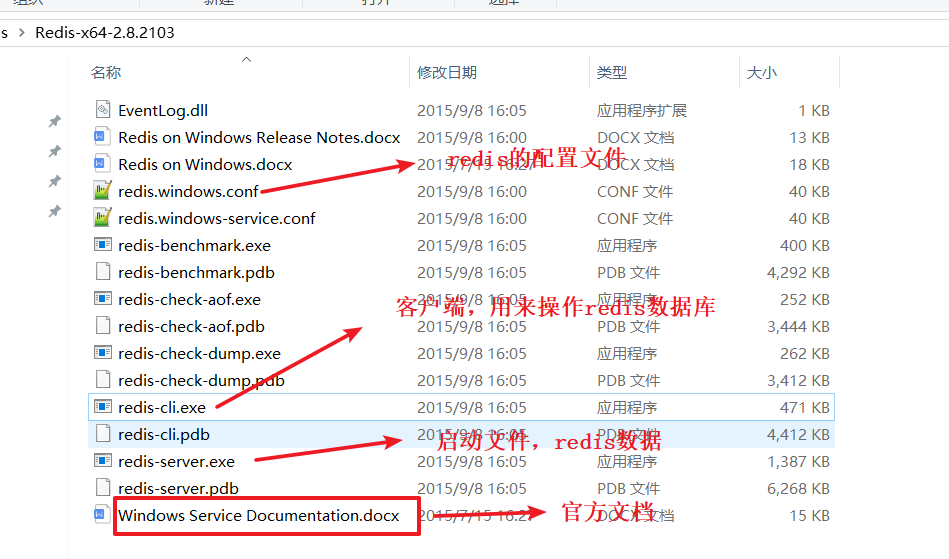 组织 新建 打开 选择
s > Redis-x64-2.8.2103
名称 修改日期 类型 大小
EventLog.dll 2015/9/8 16:05 应用程序扩展 1 KB
Redis on Windows Release Notes.docx 2015/9/8 16:00 DOCX 文档 13 KB
redis的配置文件
Redis on Windows.docx 2015/7/15 16:27 DOCX 文档 18 KB
redis.windows.conf 2015/9/8 16:00 CONF 文件 40 KB
redis.windows-service.conf 2015/9/8 16:00 CONF 文件 40 KB
redis-benchmark.exe 2015/9/8 16:05 应用程序 400 KB
redis-benchmark.pdb 2015/9/8 16:05 PDB 文件 4,292 KB
redis-check-aof.exe 2015/9/8 16:05 应用程序 252 KB
客户端，用来操作redis数据库
redis-check-aof.pdb 2015/9/8 16:05 PDB 文件 3,444 KB
redis-check-dump.exe 2015/9/8 16:05 应用程序 262 KB
redis-check-dump.pdb 2015/9/8 16:05 PDB 文件 3,412 KB
redis-cli.exe 2015/9/8 16:05 应用程序 471 KB
redis-cli.pdb 2015/9/8 16:05 PDB 文件 4,412 KB
启动文件，redis数据
redis-server.exe 2015/9/8 16:05 应用程序 1,387 KB
redis-server.pdb 2015/9/8 16:05 PDB 文件 6,268 KB
Windows Service Documentation.docx 2015/7/15 16:27 DOCX 文档 15 KB
官方文档